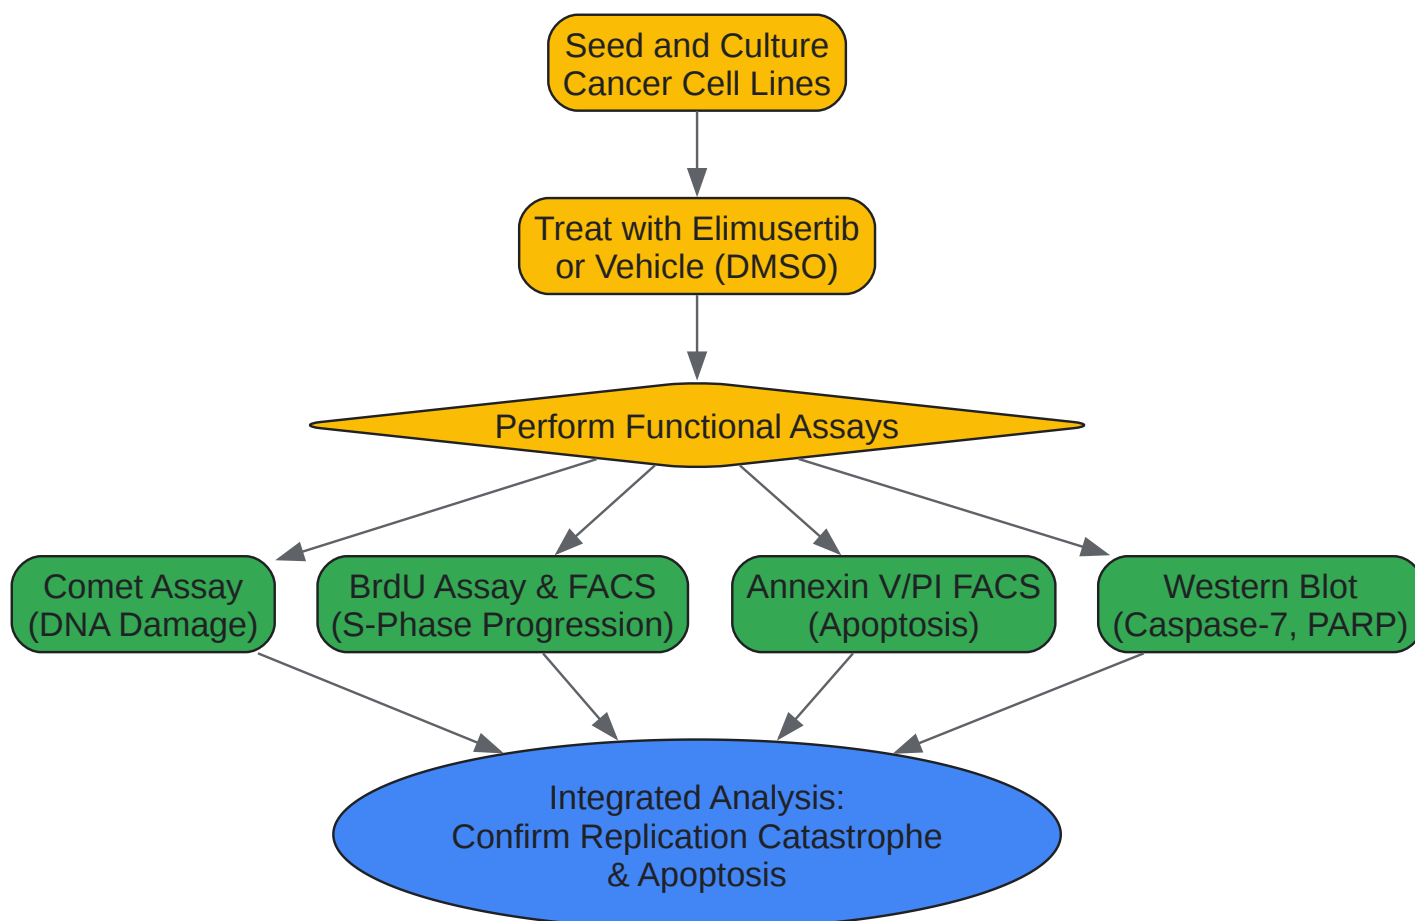 Seed and Culture
Cancer Cell Lines
Treat with Elimusertib
or Vehicle (DMSO)
Perform Functional Assays
Comet Assay
(DNA Damage)
BrdU Assay & FACS
(S-Phase Progression)
Annexin V/PI FACS
(Apoptosis)
Western Blot
(Caspase-7, PARP)
Integrated Analysis:
Confirm Replication Catastrophe
& Apoptosis